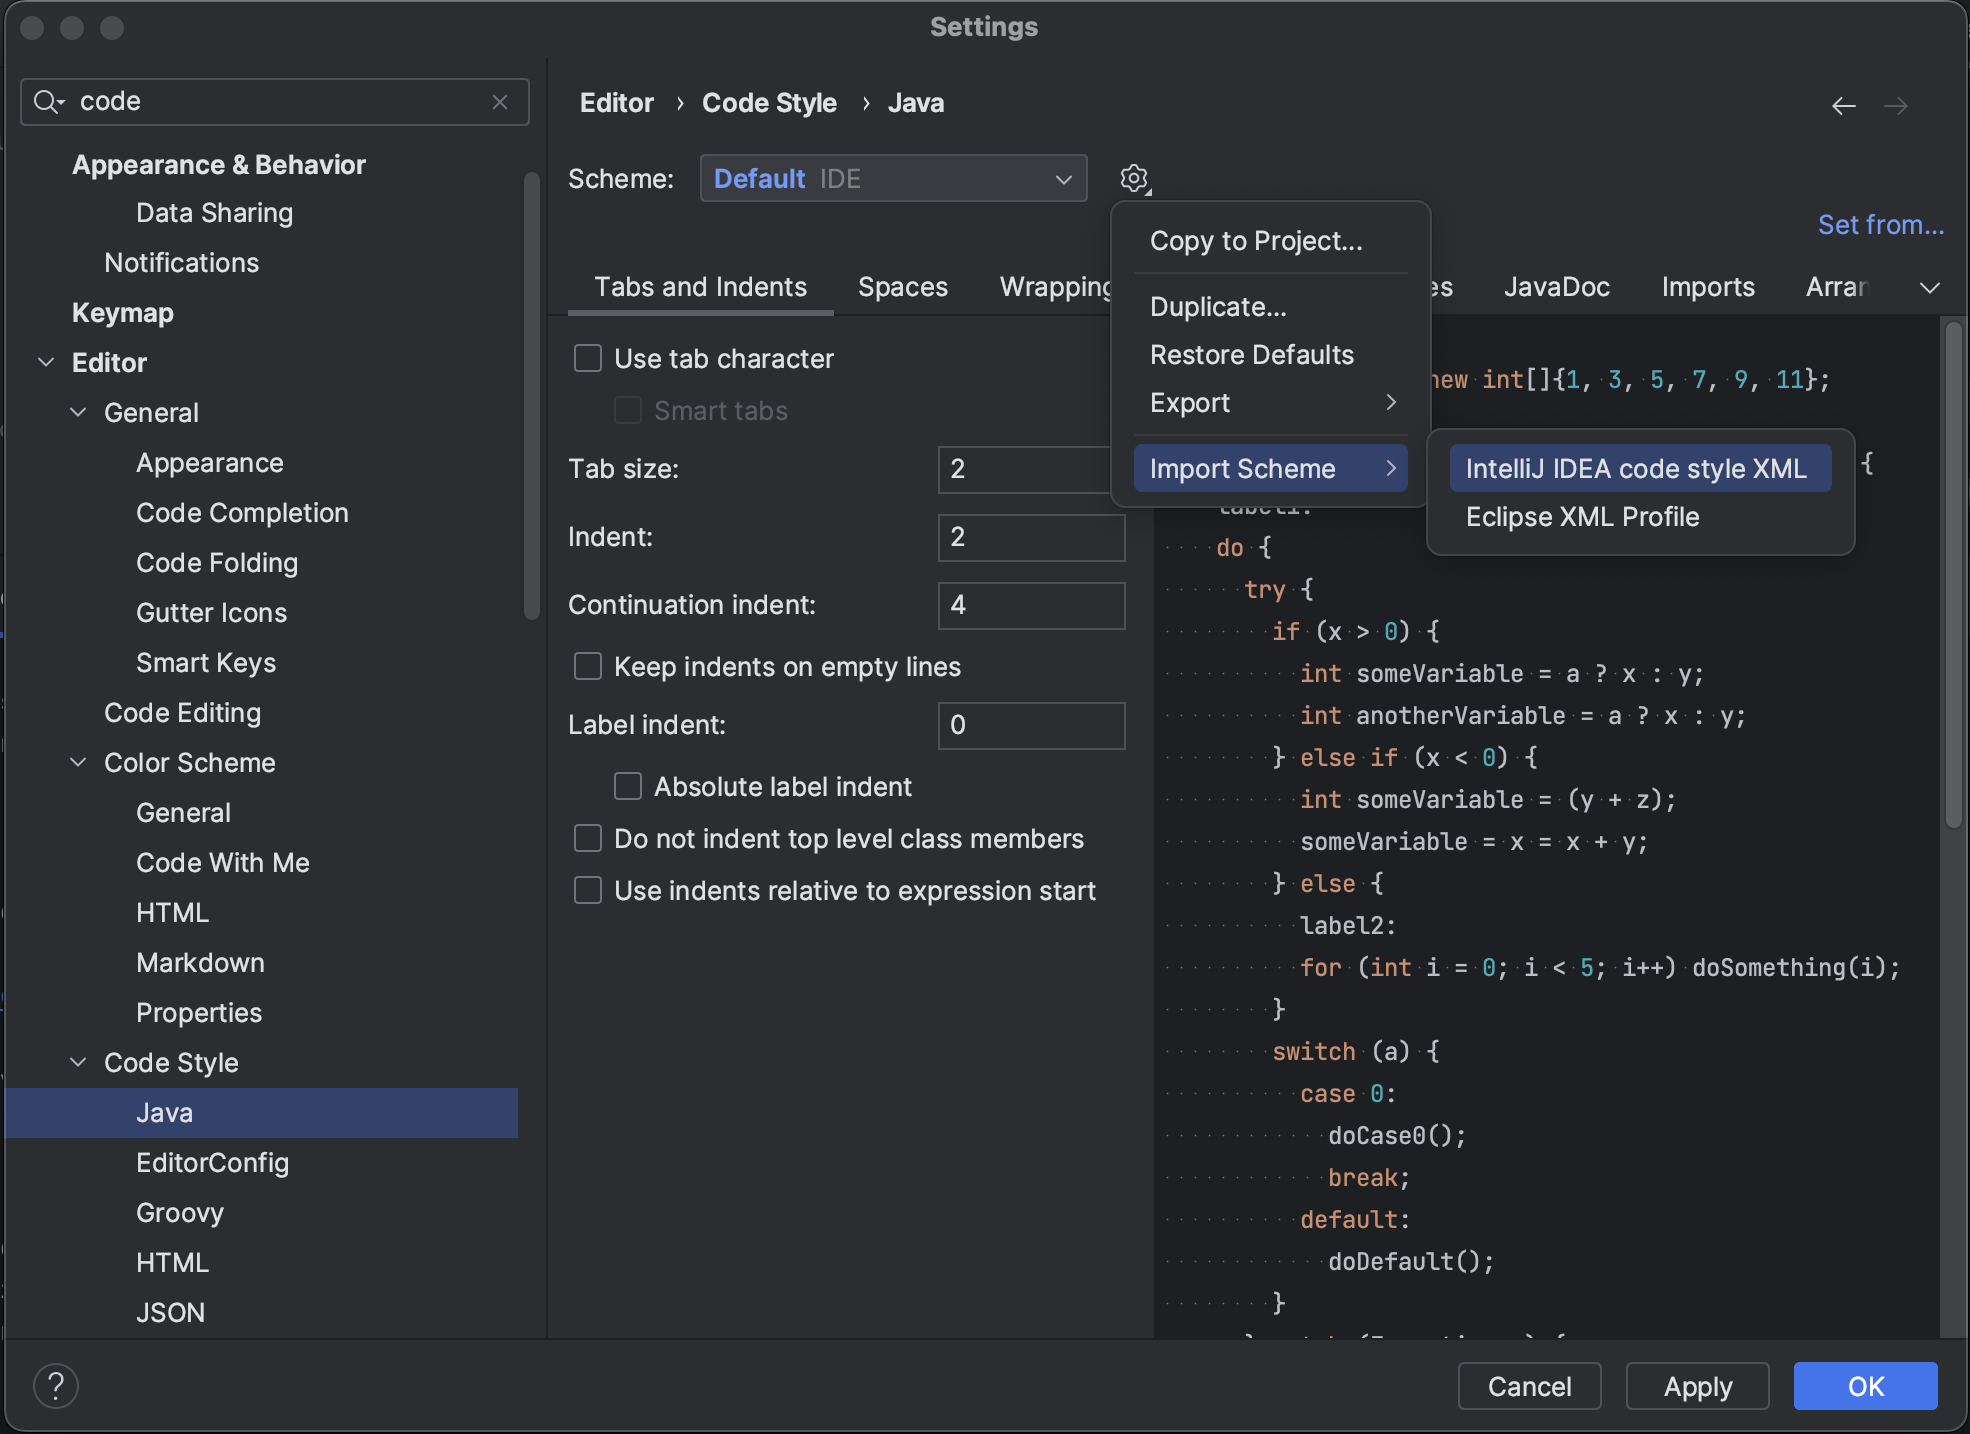 Settings
code
Appearance & Behavior
Data Sharing
Notifications
Keymap
Editor
General
Appearance
Code Completion
Code Folding
Gutter Icons
Smart Keys
Code Editing
Color Scheme
General
Code With Me
HTML
Markdown
Properties
Code Style
Java
EditorConfig
Groovy
HTML
JSON
Editor › Code Style › Java
Scheme: Default IDE
Set from...
Tabs and Indents Spaces Wrapping es JavaDoc Imports Arrar
Copy to Project...
Duplicate...
Restore Defaults
Export
Import Scheme
IntelliJ IDEA code style XML
Eclipse XML Profile
Use tab character
Smart tabs
Tab size: 2
Indent: 2
Continuation indent: 4
Keep indents on empty lines
Label indent: 0
Absolute label indent
Do not indent top level class members
Use indents relative to expression start
new int[]{1, 3, 5, 7, 9, 11};
{
label1:
do {
try {
if (x > 0) {
int someVariable = a ? x : y;
int anotherVariable = a ? x : y;
} else if (x < 0) {
int someVariable = (y + z);
someVariable = x = x + y;
} else {
label2:
for (int i = 0; i < 5; i++) doSomething(i);
}
switch (a) {
case 0:
doCase0();
break;
default:
doDefault();
}
?
Cancel Apply OK